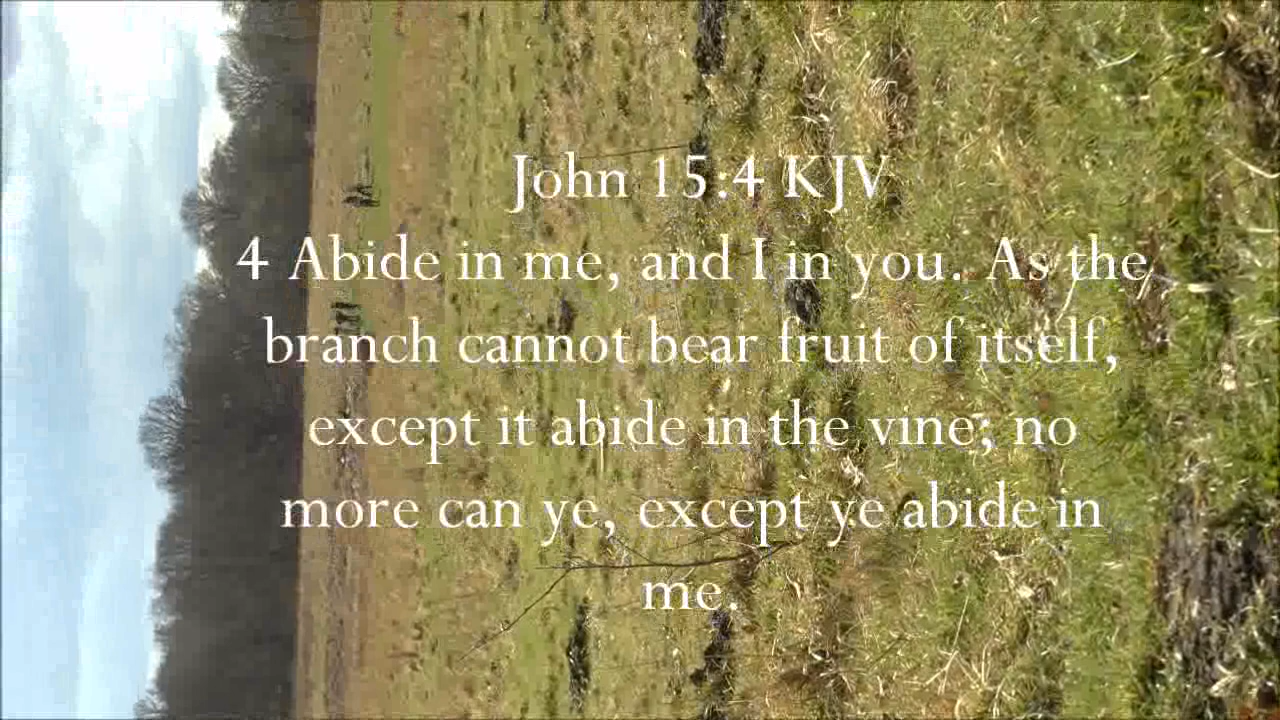 John 15:4 KJV
4 Abide in me, and I in you. As the
branch cannot bear fruit of itself,
except it abide in the vine; no
more can ye, except ye abide in
me.